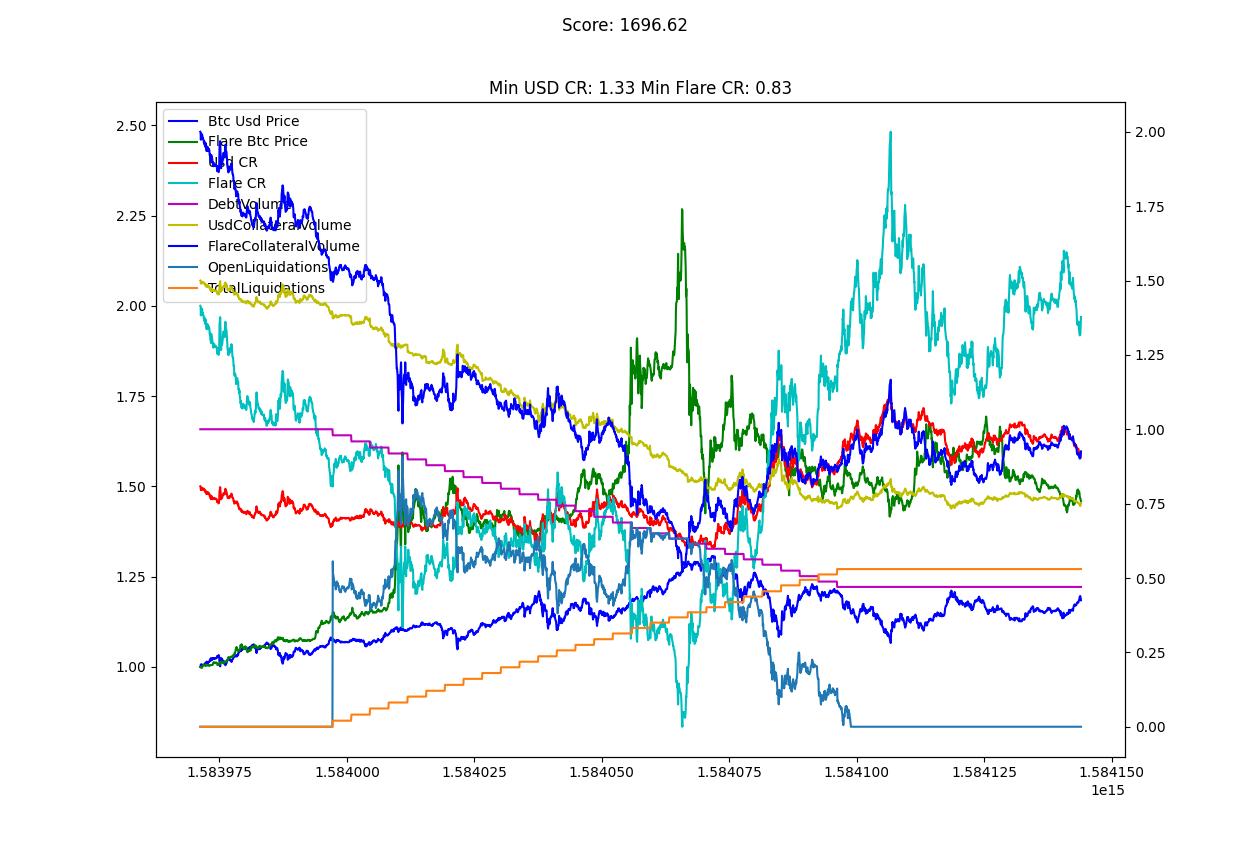 Score: 1696.62
Min USD CR: 1.33 Min Flare CR: 0.83
Btc Usd Price
Flare Btc Price
Usd CR
Flare CR
DebtVolume
UsdCollateralVolume
FlareCollateralVolume
OpenLiquidations
TotalLiquidations
2.50
2.25
2.00
1.75
1.50
1.25
1.00
2.00
1.75
1.50
1.25
1.00
0.75
0.50
0.25
0.00
1.583975 1.584000 1.584025 1.584050 1.584075 1.584100 1.584125 1.584150
1e15